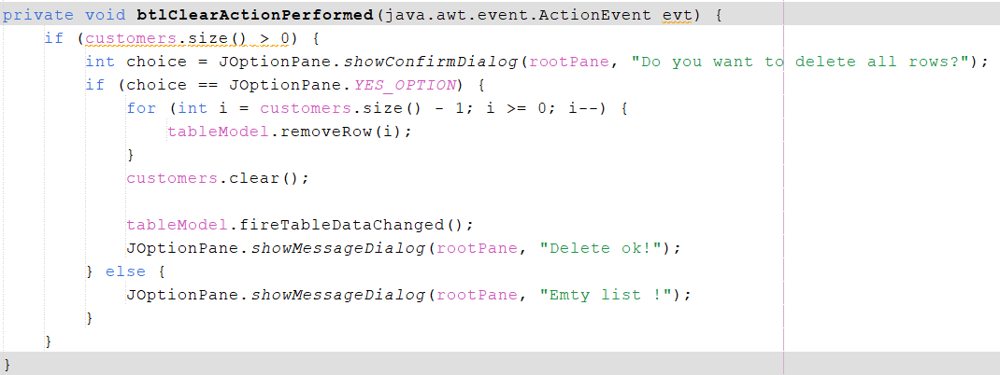 private void btlClearActionPerformed(java.awt.event.ActionEvent evt) {
if (customers.size() > 0) {
int choice = JOptionPane.showConfirmDialog(rootPane, "Do you want to delete all rows?");
if (choice == JOptionPane.YES_OPTION) {
for (int i = customers.size() - 1; i >= 0; i--) {
tableModel.removeRow(i);
}
customers.clear();
tableModel.fireTableDataChanged();
JOptionPane.showMessageDialog(rootPane, "Delete ok!");
} else {
JOptionPane.showMessageDialog(rootPane, "Emty list !");
}
}
}